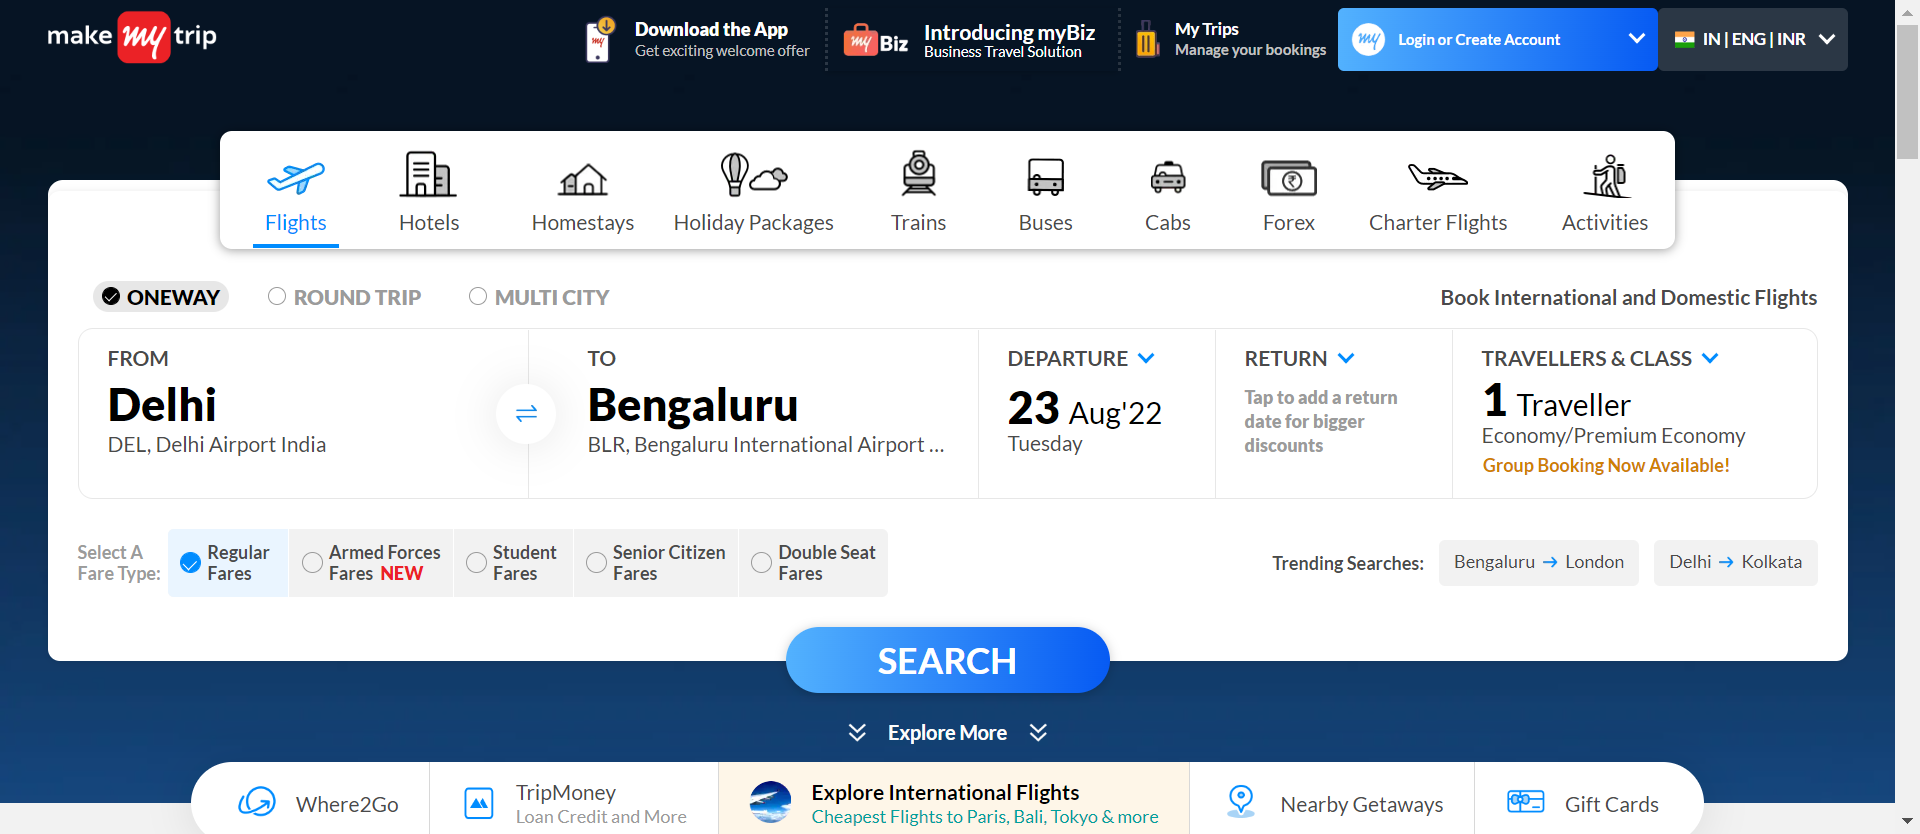 make my trip
Download the App
Get exciting welcome offer
my
my Biz
Introducing myBiz
Business Travel Solution
My Trips
Manage your bookings
my
Login or Create Account
IN | ENG | INR
Flights
Hotels
Homestays
Holiday Packages
Trains
Buses
Cabs
₹
Forex
Charter Flights
Activities
ONEWAY
ROUND TRIP
MULTI CITY
Book International and Domestic Flights
FROM
Delhi
DEL, Delhi Airport India
TO
Bengaluru
BLR, Bengaluru International Airport ...
DEPARTURE
23 Aug'22
Tuesday
RETURN
Tap to add a return
date for bigger
discounts
TRAVELLERS & CLASS
1 Traveller
Economy/Premium Economy
Group Booking Now Available!
Select A
Fare Type:
Regular
Fares
Armed Forces
Fares NEW
Student
Fares
Senior Citizen
Fares
Double Seat
Fares
Trending Searches:
Bengaluru → London
Delhi → Kolkata
SEARCH
Explore More
Where2Go
TripMoney
Loan Credit and More
Explore International Flights
Cheapest Flights to Paris, Bali, Tokyo & more
Nearby Getaways
Gift Cards